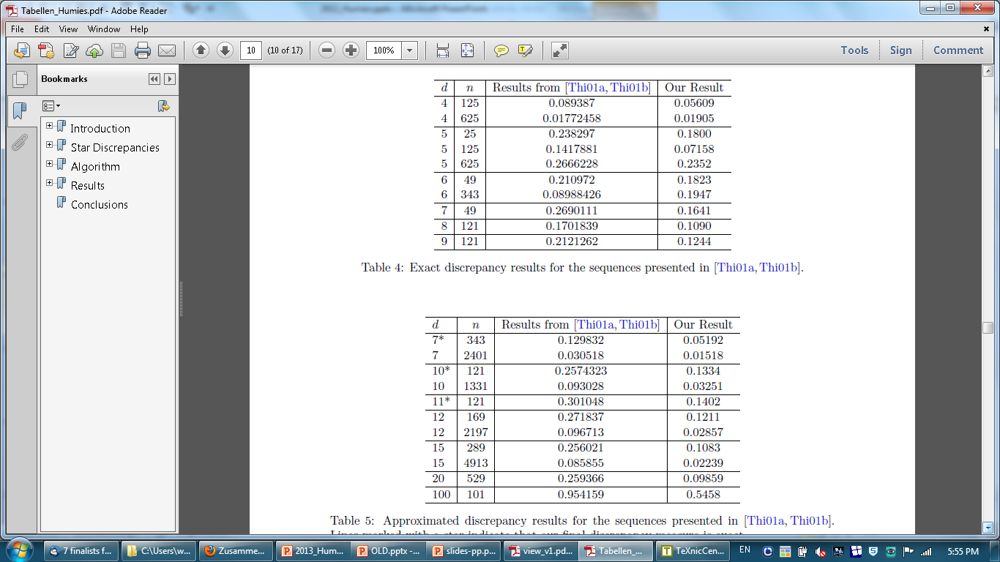 Tabellen_Humies.pdf - Adobe Reader
File Edit View Window Help
10 (10 of 17) 100% Tools Sign Comment
Bookmarks
Introduction
Star Discrepancies
Algorithm
Results
Conclusions
d n Results from [Thi01a, Thi01b] Our Result
4 125 0.089387 0.05609
4 625 0.01772458 0.01905
5 25 0.238297 0.1800
5 125 0.1417881 0.07158
5 625 0.2666228 0.2352
6 49 0.210972 0.1823
6 343 0.08988426 0.1947
7 49 0.2690111 0.1641
8 121 0.1701839 0.1090
9 121 0.2121262 0.1244
Table 4: Exact discrepancy results for the sequences presented in [Thi01a, Thi01b].
d n Results from [Thi01a, Thi01b] Our Result
7* 343 0.129832 0.05192
7 2401 0.030518 0.01518
10* 121 0.2574323 0.1334
10 1331 0.093028 0.03251
11* 121 0.301048 0.1402
12 169 0.271837 0.1211
12 2197 0.096713 0.02857
15 289 0.256021 0.1083
15 4913 0.085855 0.02239
20 529 0.259366 0.09859
100 101 0.954159 0.5458
Table 5: Approximated discrepancy results for the sequences presented in [Thi01a, Thi01b].
7 finalists f... C:\Users\w... Zusamme... 2013_Hum... OLD.pptx -... slides-pp.p... view_v1.pd... Tabellen_... TeXnicCen... EN 5:55 PM